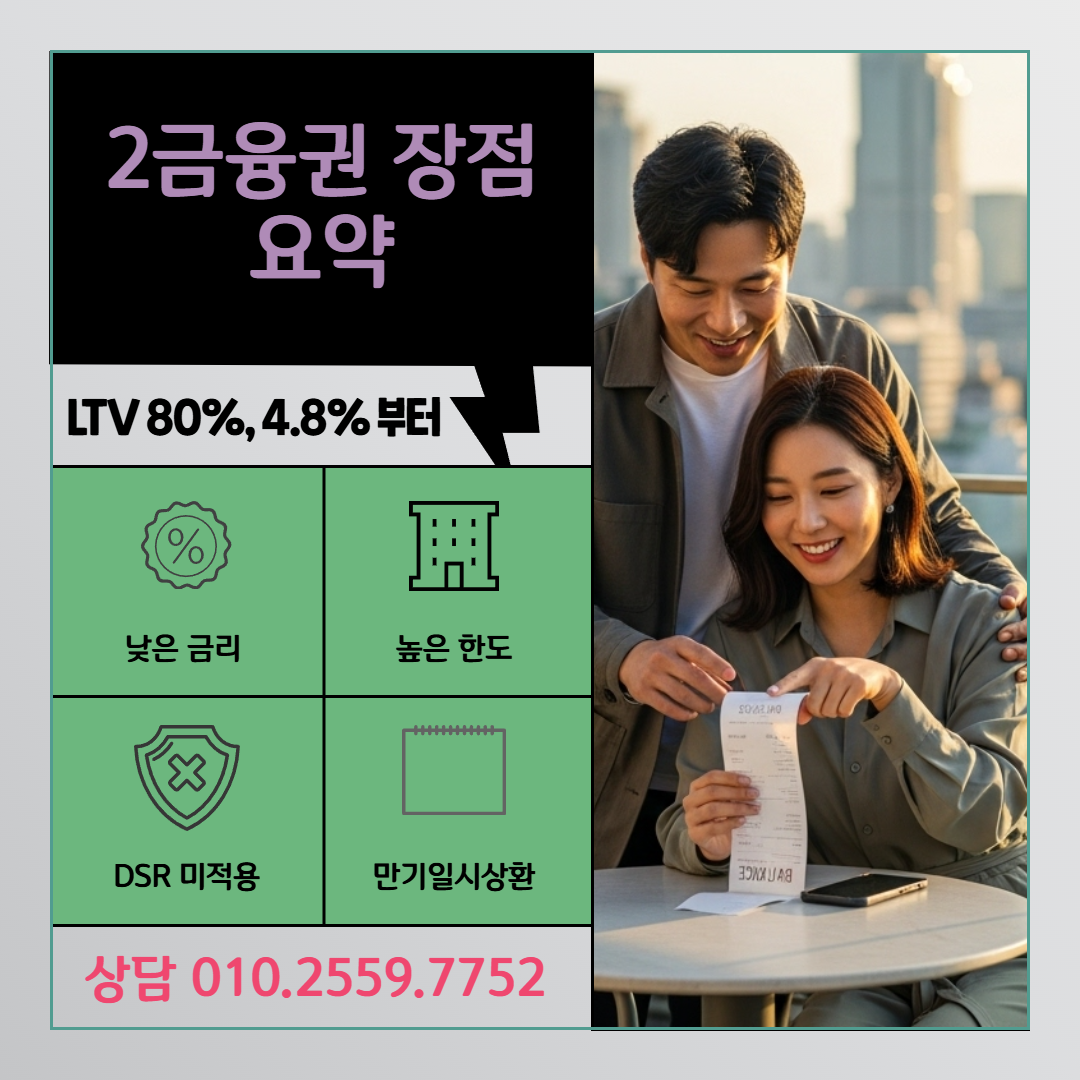 2금융권 장점
요약
LTV 80%, 4.8% 부터
%
낮은 금리
높은 한도
DSR 미적용
만기일시상환
상담 010.2559.7752